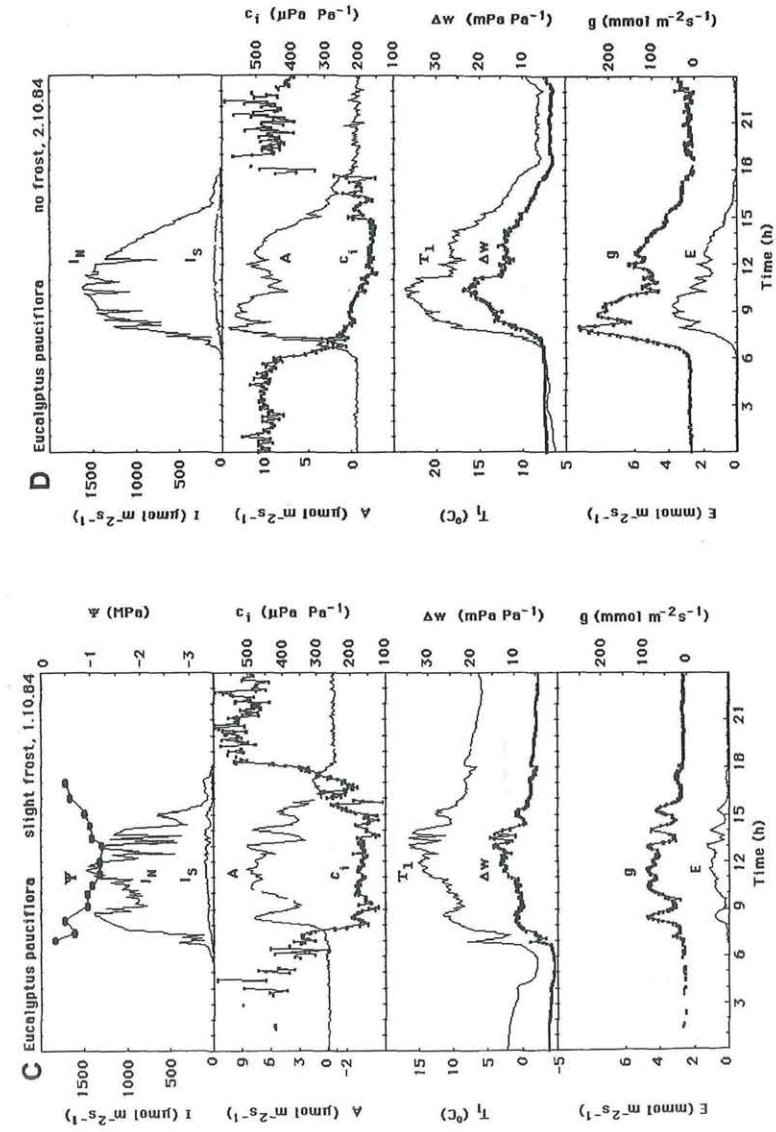 C
Eucalyptus pauciflora slight frost, 1.10.84
I (μmol m⁻²s⁻¹)
1500
1000
500
0
Ψ (MPa)
0
-1
-2
-3
Ψ
I_N
I_S
A (μmol m⁻²s⁻¹)
9
6
3
0
-2
c_i (μPa Pa⁻¹)
500
400
300
200
100
A
c_i
T_l (°C)
15
10
5
0
-5
Δw (mPa Pa⁻¹)
30
20
10
0
T_l
Δw
E (mmol m⁻²s⁻¹)
6
4
2
0
g (mmol m⁻²s⁻¹)
200
100
0
g
E
3 6 9 12 15 18 21
Time (h)
D
Eucalyptus pauciflora no frost, 2.10.84
I (μmol m⁻²s⁻¹)
1500
1000
500
0
I_N
I_S
A (μmol m⁻²s⁻¹)
10
5
0
c_i (μPa Pa⁻¹)
500
400
300
200
100
A
c_i
T_l (°C)
20
15
10
5
Δw (mPa Pa⁻¹)
30
20
10
0
T_l
Δw
E (mmol m⁻²s⁻¹)
6
4
2
0
g (mmol m⁻²s⁻¹)
200
100
0
g
E
3 6 9 12 15 18 21
Time (h)